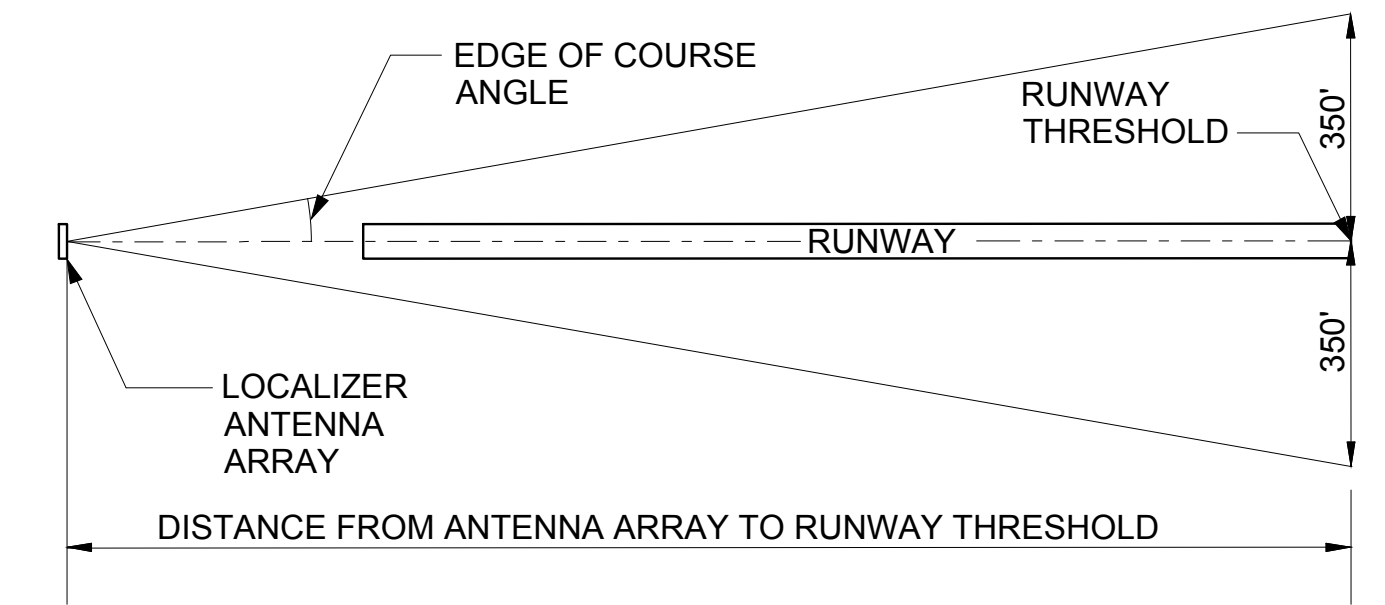 EDGE OF COURSE
ANGLE
RUNWAY
THRESHOLD
350'
RUNWAY
350'
LOCALIZER
ANTENNA
ARRAY
DISTANCE FROM ANTENNA ARRAY TO RUNWAY THRESHOLD